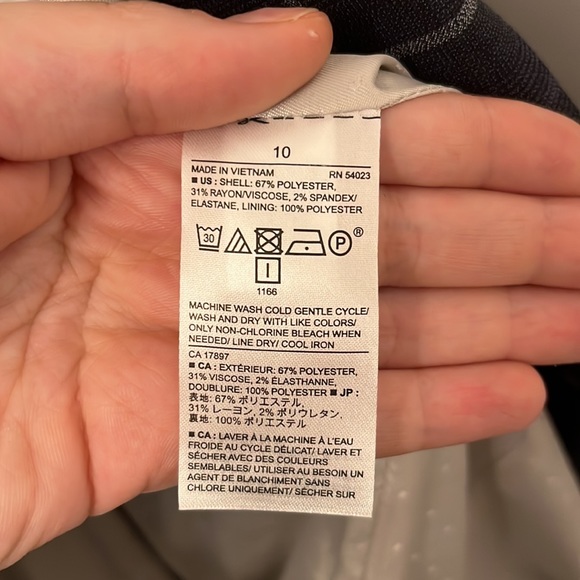 10
MADE IN VIETNAM RN 54023
■ US : SHELL: 67% POLYESTER,
31% RAYON/VISCOSE, 2% SPANDEX/
ELASTANE, LINING: 100% POLYESTER
30 P®
1166
MACHINE WASH COLD GENTLE CYCLE/
WASH AND DRY WITH LIKE COLORS/
ONLY NON-CHLORINE BLEACH WHEN
NEEDED/ LINE DRY/ COOL IRON
CA 17897
■ CA : EXTÉRIEUR: 67% POLYESTER,
31% VISCOSE, 2% ÉLASTHANNE,
DOUBLURE: 100% POLYESTER ■ JP :
表地: 67% ポリエステル,
31% レーヨン, 2% ポリウレタン,
裏地: 100% ポリエステル
■ CA : LAVER À LA MACHINE À L'EAU
FROIDE AU CYCLE DÉLICAT/ LAVER ET
SÉCHER AVEC DES COULEURS
SEMBLABLES/ UTILISER AU BESOIN UN
AGENT DE BLANCHIMENT SANS
CHLORE UNIQUEMENT/ SÉCHER SUR